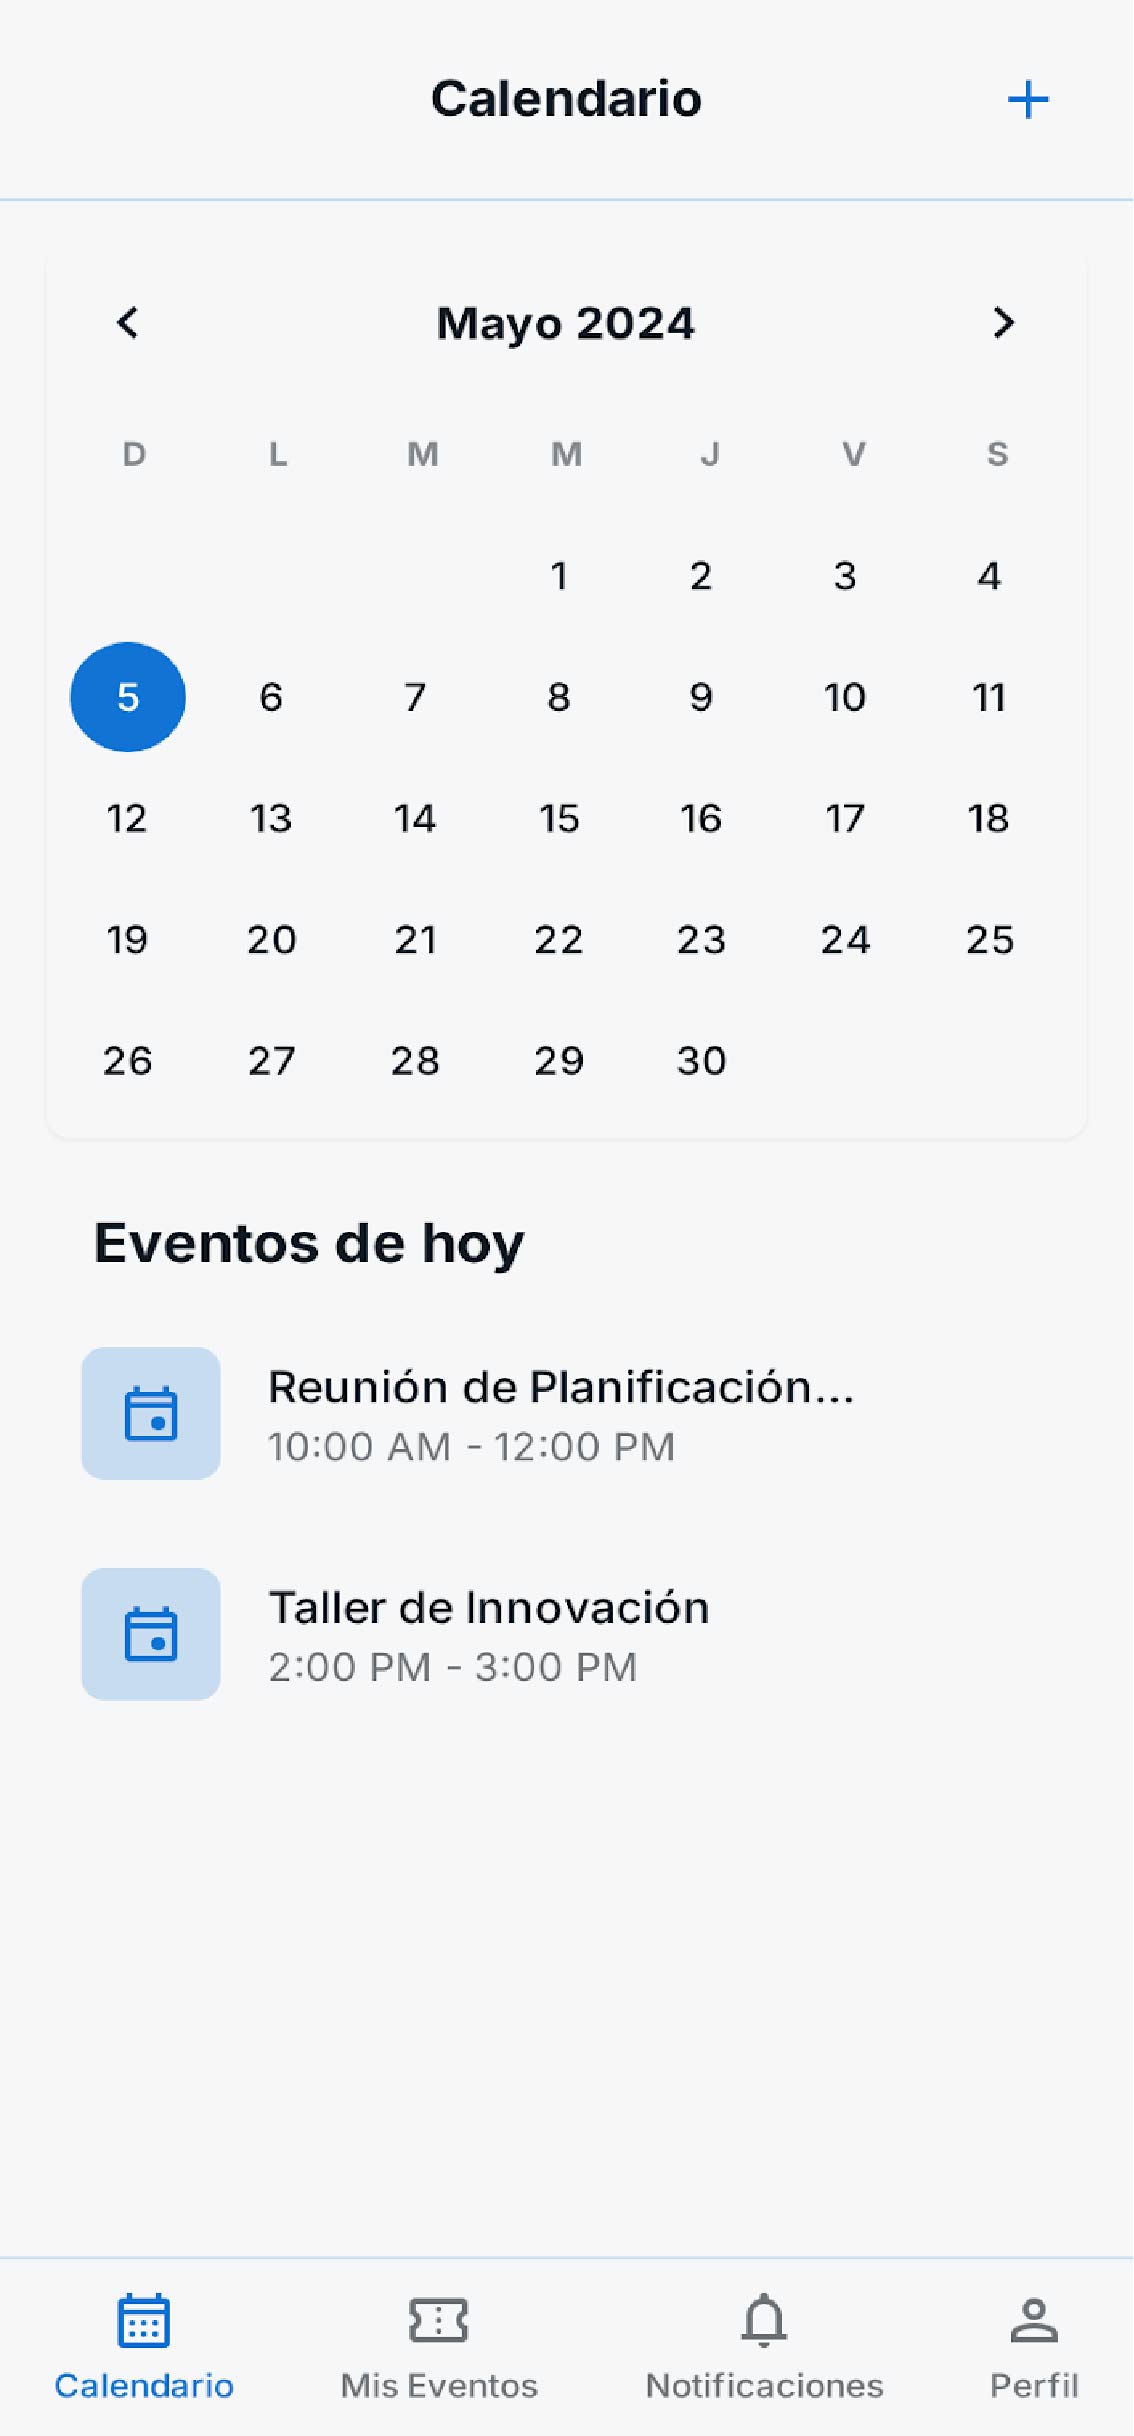 Calendario
Mayo 2024
D L M M J V S
1 2 3 4
5 6 7 8 9 10 11
12 13 14 15 16 17 18
19 20 21 22 23 24 25
26 27 28 29 30
Eventos de hoy
Reunión de Planificación...
10:00 AM - 12:00 PM
Taller de Innovación
2:00 PM - 3:00 PM
Calendario Mis Eventos Notificaciones Perfil